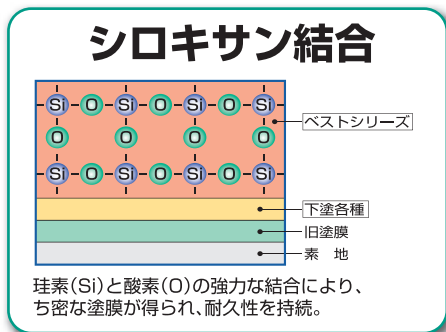 シロキサン結合
Si O Si O Si O Si
O O O O
Si O Si O Si O Si
ベストシリーズ
下塗各種
旧塗膜
素 地
珪素(Si)と酸素(O)の強力な結合により、
ち密な塗膜が得られ、耐久性を持続。